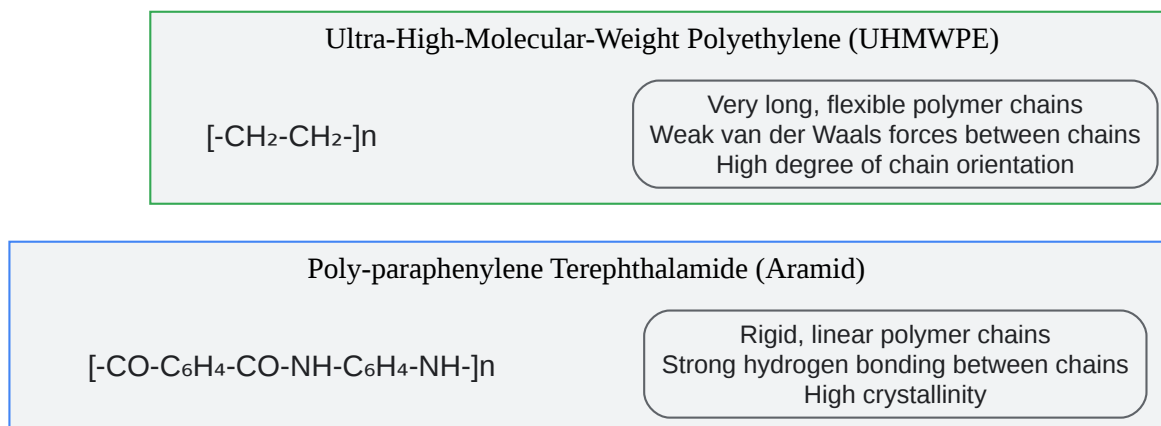 Ultra-High-Molecular-Weight Polyethylene (UHMWPE)
[-CH₂-CH₂-]n
Very long, flexible polymer chains
Weak van der Waals forces between chains
High degree of chain orientation
Poly-paraphenylene Terephthalamide (Aramid)
[-CO-C₆H₄-CO-NH-C₆H₄-NH-]n
Rigid, linear polymer chains
Strong hydrogen bonding between chains
High crystallinity